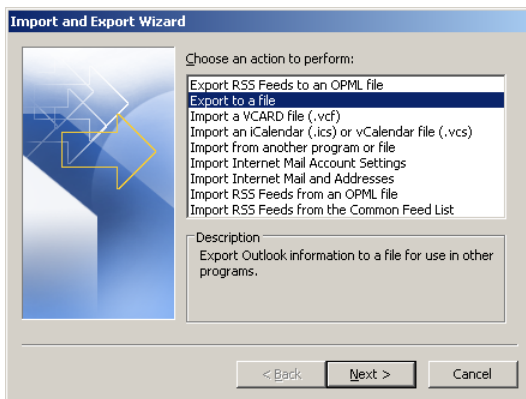 Import and Export Wizard
Choose an action to perform:
Export RSS Feeds to an OPML file
Export to a file
Import a VCARD file (.vcf)
Import an iCalendar (.ics) or vCalendar file (.vcs)
Import from another program or file
Import Internet Mail Account Settings
Import Internet Mail and Addresses
Import RSS Feeds from an OPML file
Import RSS Feeds from the Common Feed List
Description
Export Outlook information to a file for use in other
programs.
< Back Next > Cancel